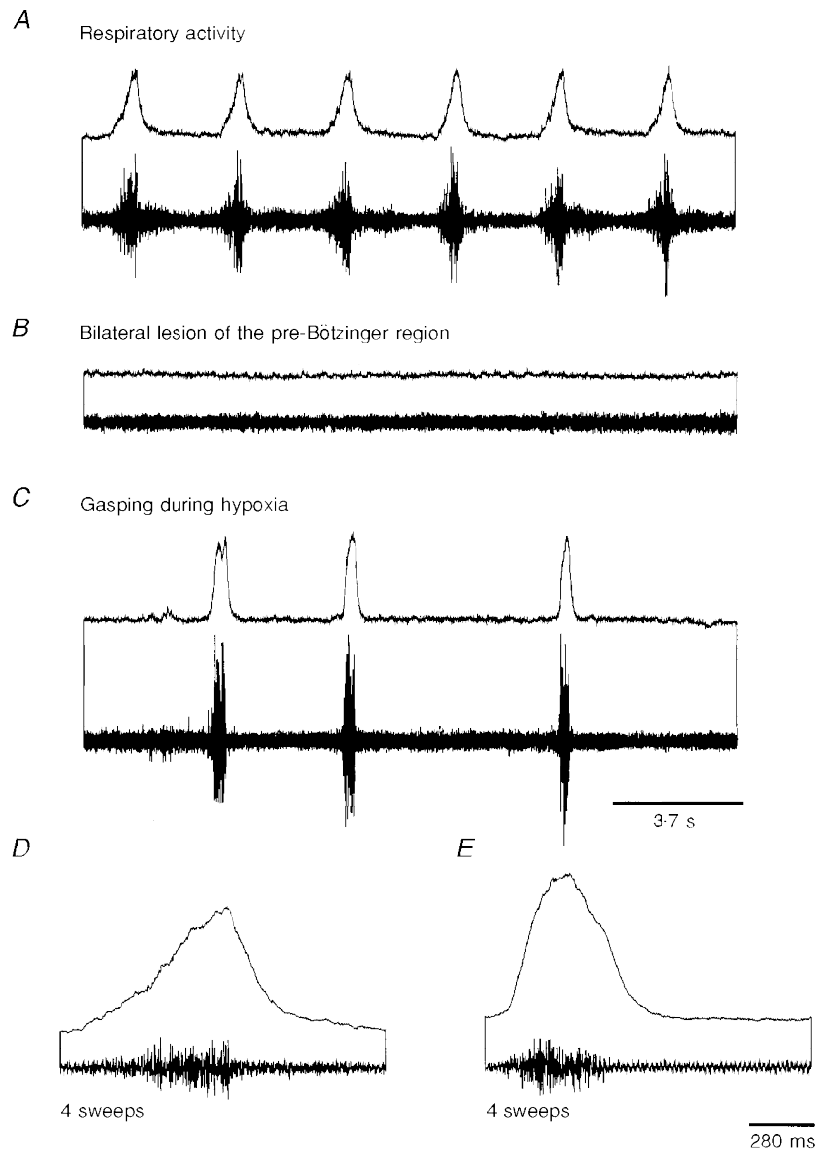 A
Respiratory activity
B
Bilateral lesion of the pre-Bötzinger region
C
Gasping during hypoxia
3·7 s
D
E
4 sweeps
4 sweeps
280 ms